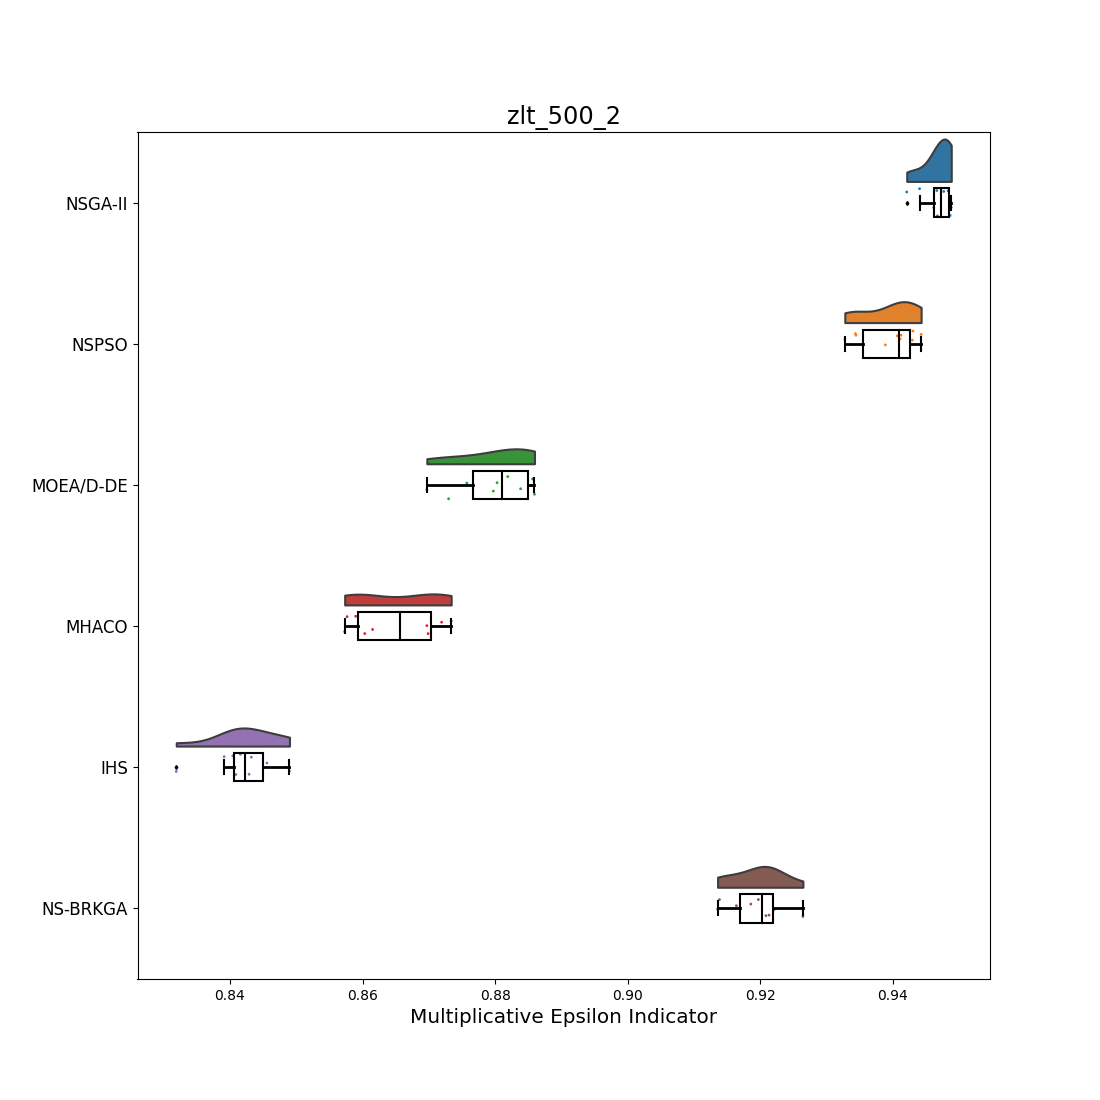 zlt_500_2
NSGA-II
NSPSO
MOEA/D-DE
MHACO
IHS
NS-BRKGA
0.84 0.86 0.88 0.90 0.92 0.94
Multiplicative Epsilon Indicator